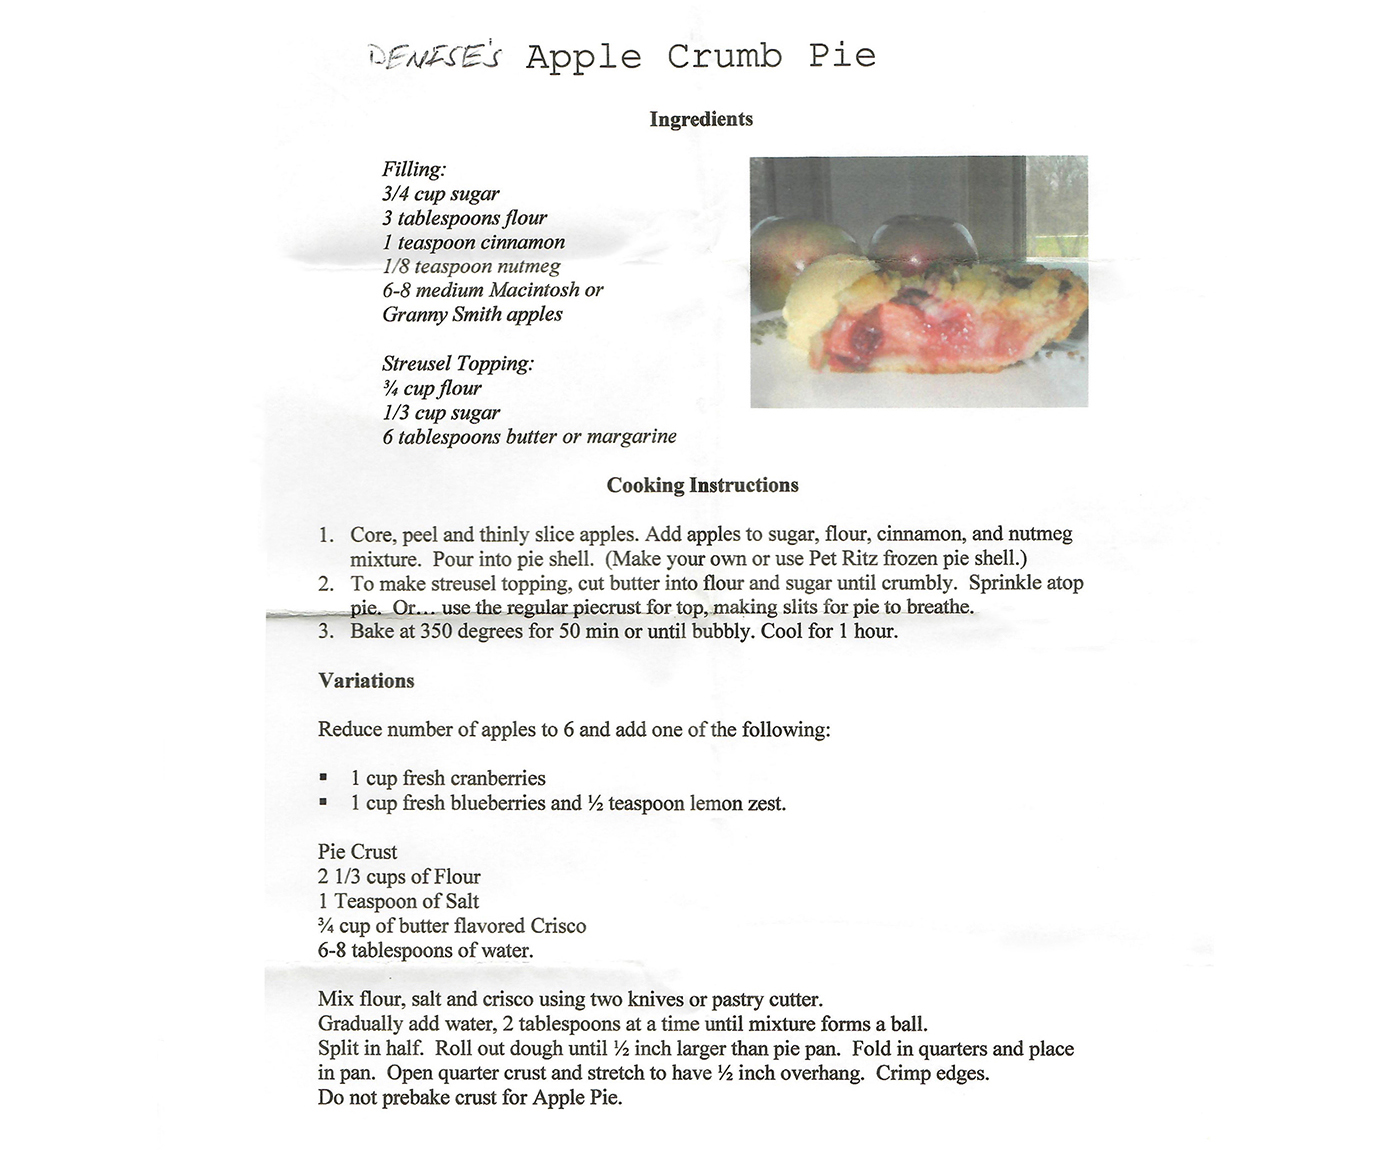 DENISE'S Apple Crumb Pie
Ingredients
Filling:
3/4 cup sugar
3 tablespoons flour
1 teaspoon cinnamon
1/8 teaspoon nutmeg
6-8 medium Macintosh or
Granny Smith apples
Streusel Topping:
¾ cup flour
1/3 cup sugar
6 tablespoons butter or margarine
Cooking Instructions
1. Core, peel and thinly slice apples. Add apples to sugar, flour, cinnamon, and nutmeg
mixture. Pour into pie shell. (Make your own or use Pet Ritz frozen pie shell.)
2. To make streusel topping, cut butter into flour and sugar until crumbly. Sprinkle atop
pie. Or… use the regular piecrust for top, making slits for pie to breathe.
3. Bake at 350 degrees for 50 min or until bubbly. Cool for 1 hour.
Variations
Reduce number of apples to 6 and add one of the following:
▪ 1 cup fresh cranberries
▪ 1 cup fresh blueberries and ½ teaspoon lemon zest.
Pie Crust
2 1/3 cups of Flour
1 Teaspoon of Salt
¾ cup of butter flavored Crisco
6-8 tablespoons of water.
Mix flour, salt and crisco using two knives or pastry cutter.
Gradually add water, 2 tablespoons at a time until mixture forms a ball.
Split in half. Roll out dough until ½ inch larger than pie pan. Fold in quarters and place
in pan. Open quarter crust and stretch to have ½ inch overhang. Crimp edges.
Do not prebake crust for Apple Pie.